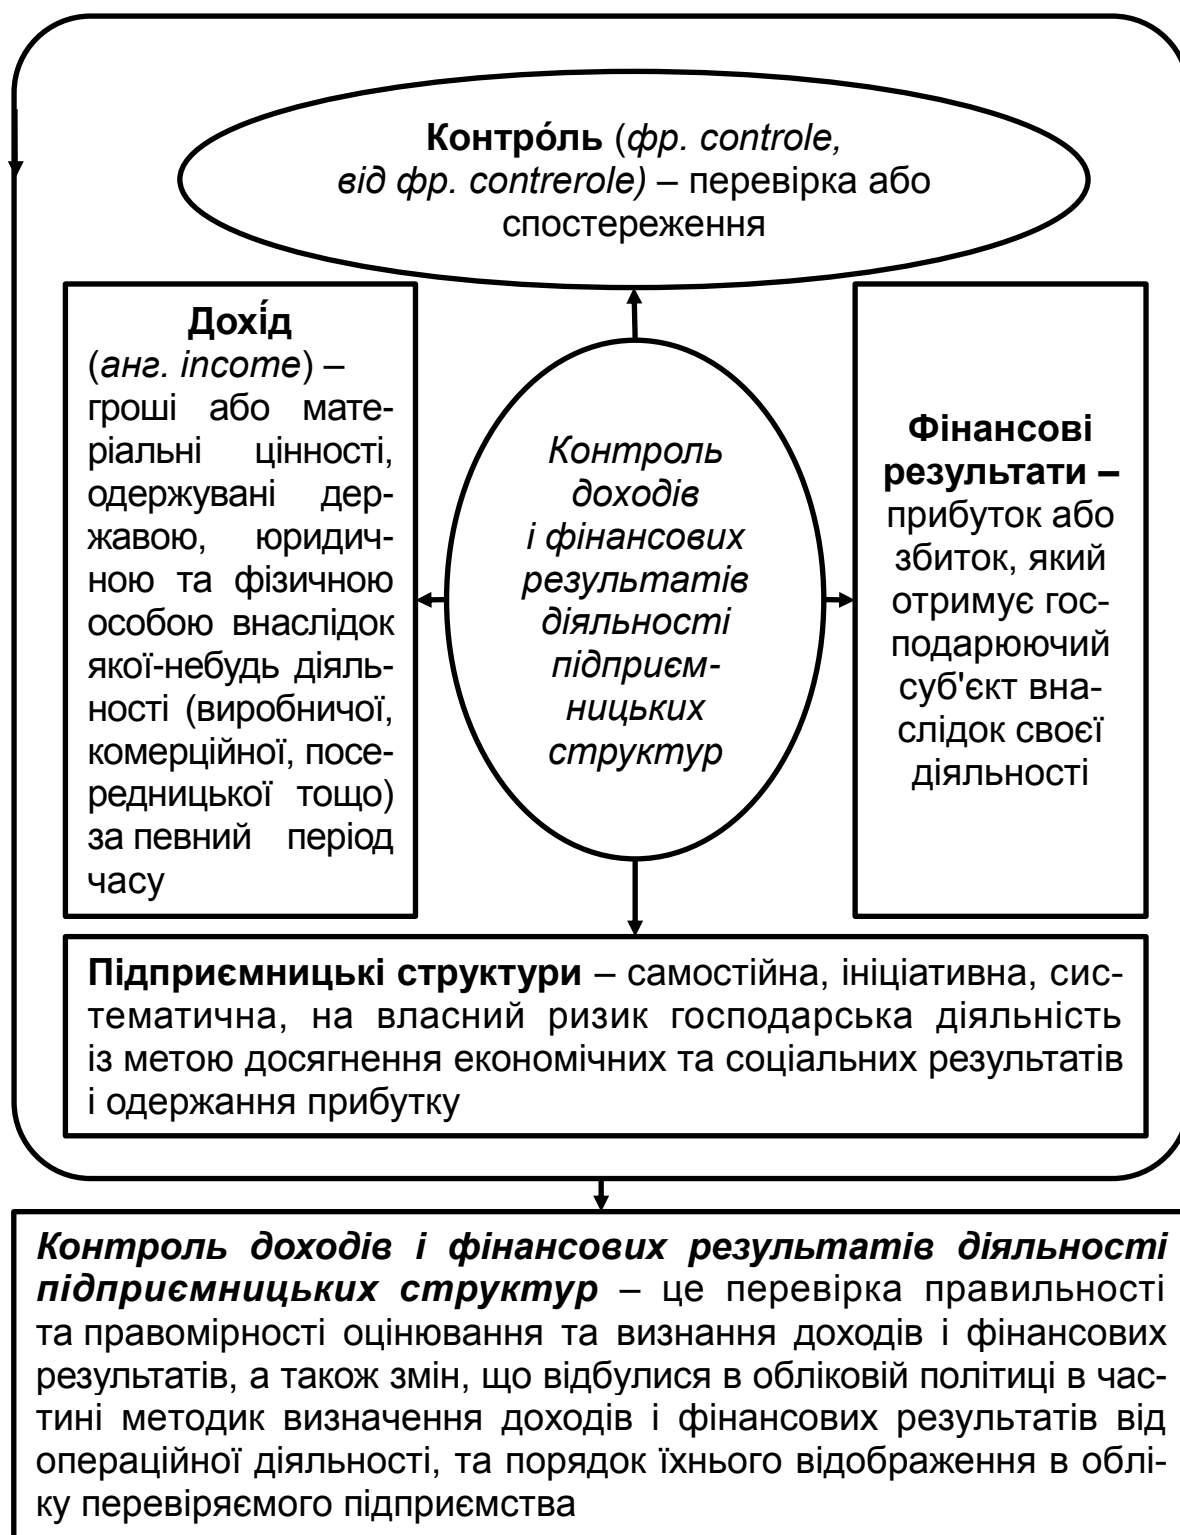 Контро́ль (фр. controle,
від фр. contrerole) – перевірка або
спостереження
Дохі́д
(анг. income) –
гроші або мате-
ріальні цінності,
одержувані дер-
жавою, юридич-
ною та фізичною
особою внаслідок
якої-небудь діяль-
ності (виробничої,
комерційної, посе-
редницької тощо)
за певний період
часу
Контроль
доходів
і фінансових
результатів
діяльності
підприєм-
ницьких
структур
Фінансові
результати –
прибуток або
збиток, який
отримує гос-
подарюючий
суб'єкт вна-
слідок своєї
діяльності
Підприємницькі структури – самостійна, ініціативна, сис-
тематична, на власний ризик господарська діяльність
із метою досягнення економічних та соціальних результатів
і одержання прибутку
Контроль доходів і фінансових результатів діяльності
підприємницьких структур – це перевірка правильності
та правомірності оцінювання та визнання доходів і фінансових
результатів, а також змін, що відбулися в обліковій політиці в час-
тині методик визначення доходів і фінансових результатів від
операційної діяльності, та порядок їхнього відображення в облі-
ку перевіряємого підприємства